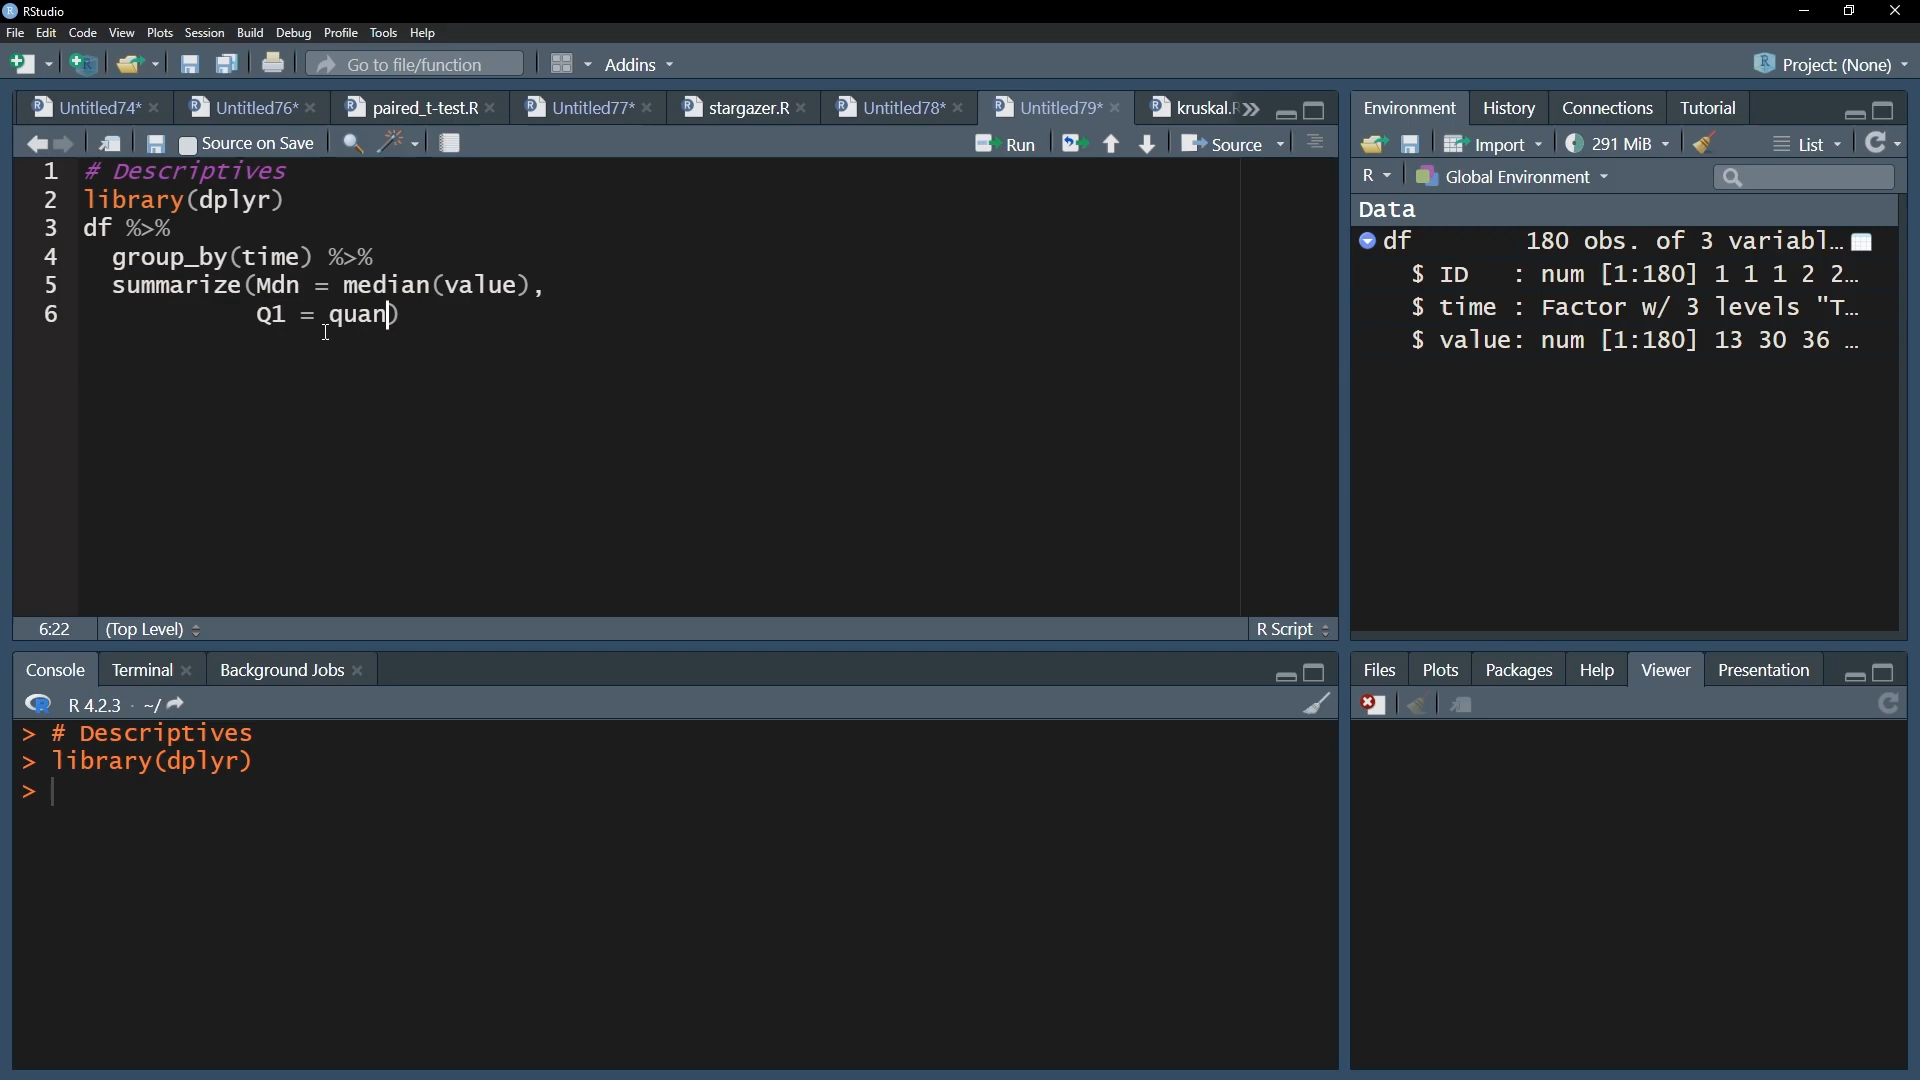 RStudio
File Edit Code View Plots Session Build Debug Profile Tools Help
Go to file/function Addins Project: (None)
Untitled74* Untitled76* paired_t-test.R Untitled77* stargazer.R Untitled78* Untitled79* kruskal.R
Source on Save Run Source
1 # Descriptives
2 library(dplyr)
3 df %>%
4 group_by(time) %>%
5 summarize(Mdn = median(value),
6 Q1 = quan)
6:22 (Top Level) R Script
Console Terminal Background Jobs
R 4.2.3 · ~/
> # Descriptives
> library(dplyr)
>
Environment History Connections Tutorial
Import 291 MiB List
R Global Environment
Data
df 180 obs. of 3 variabl…
$ ID : num [1:180] 1 1 1 2 2…
$ time : Factor w/ 3 levels "T…
$ value: num [1:180] 13 30 36 …
Files Plots Packages Help Viewer Presentation